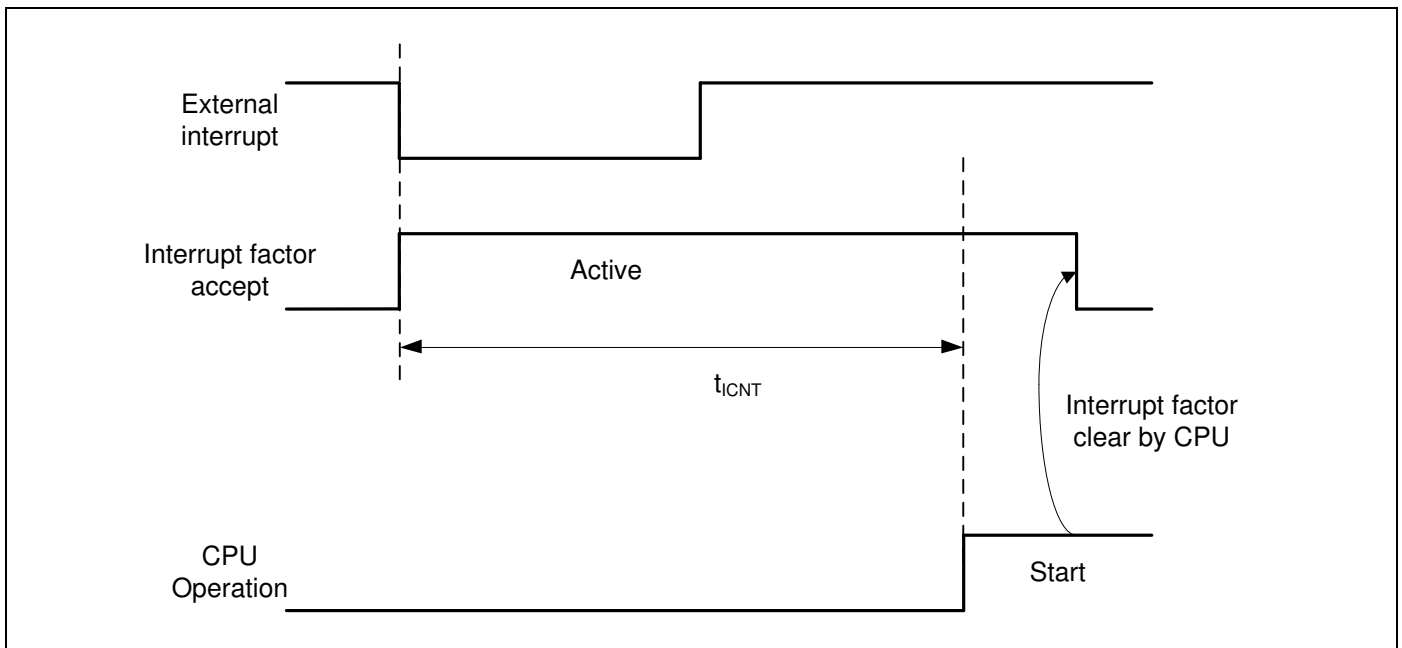 External
interrupt
Interrupt factor
accept
Active
tICNT
Interrupt factor
clear by CPU
CPU
Operation
Start